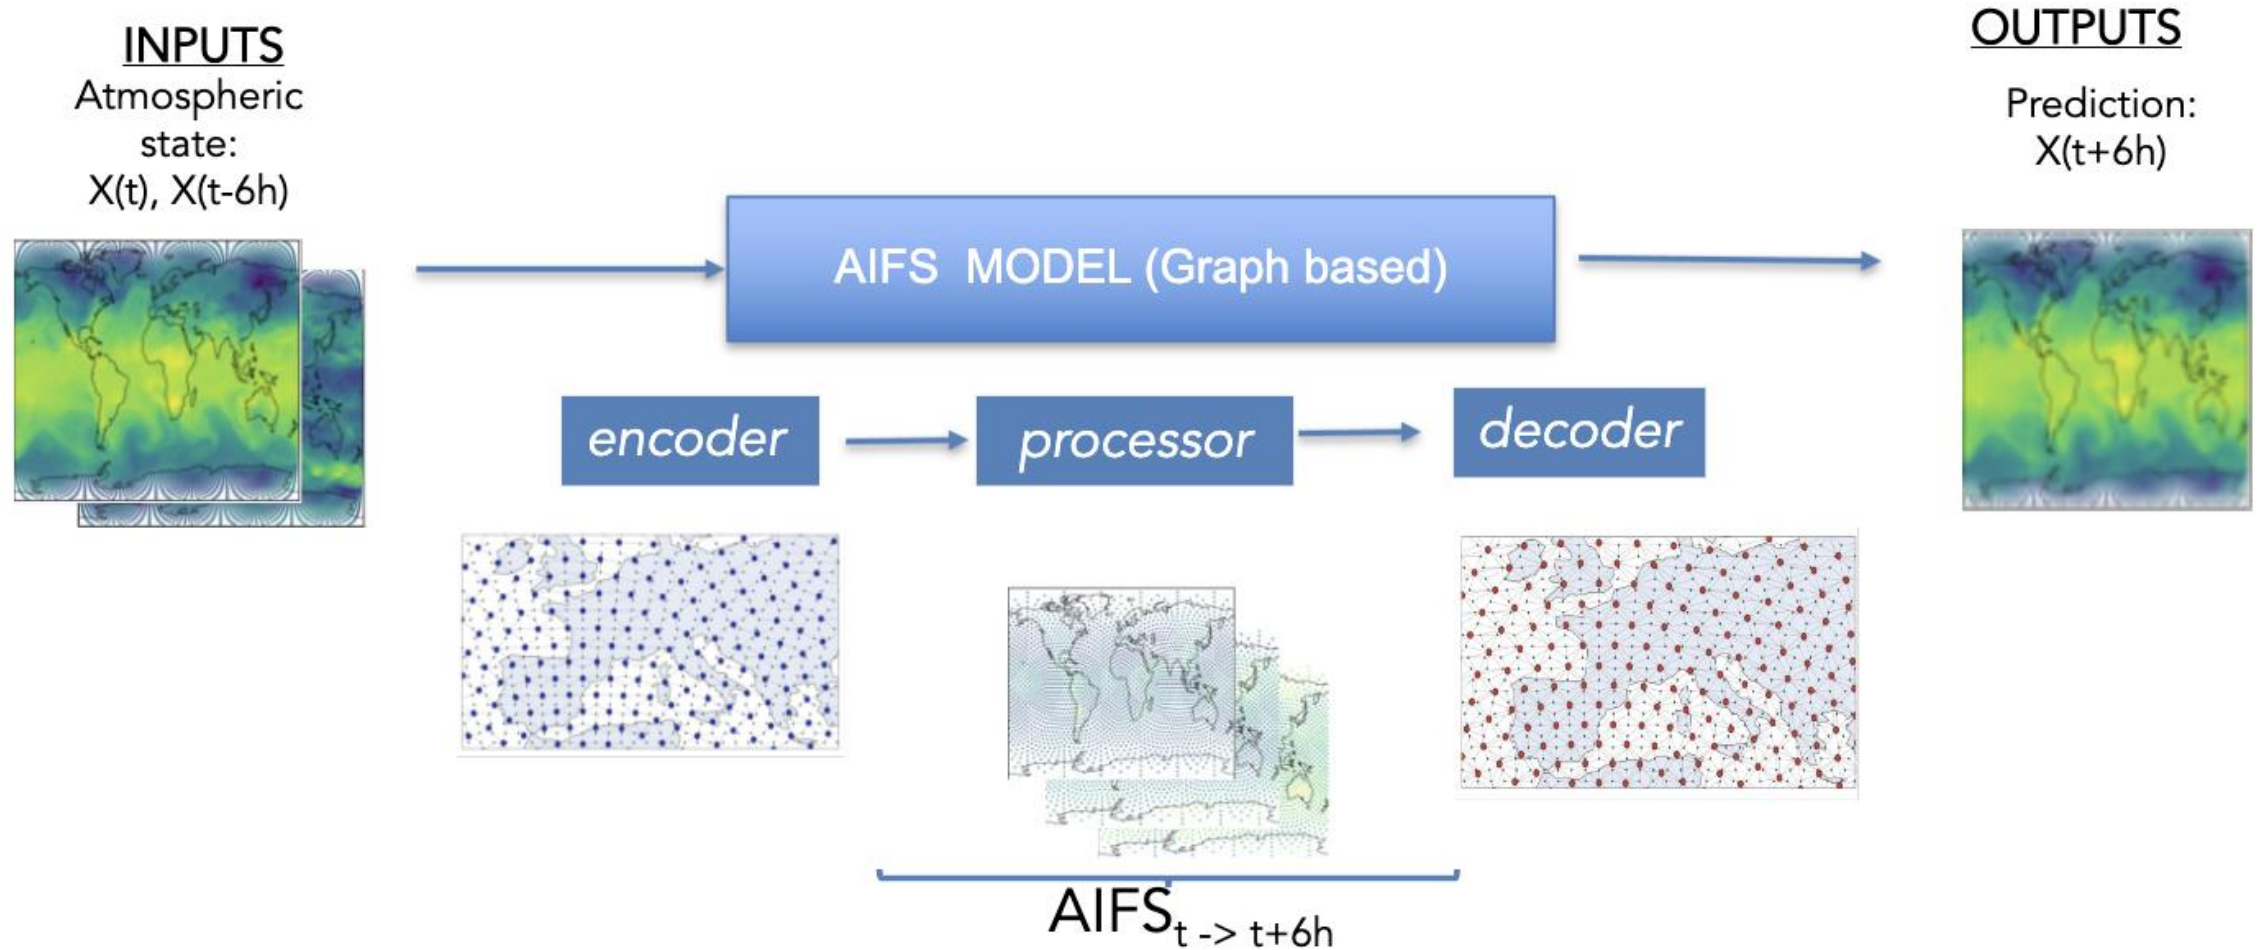 INPUTS
Atmospheric
state:
X(t), X(t-6h)
OUTPUTS
Prediction:
X(t+6h)
AIFS MODEL (Graph based)
encoder
processor
decoder
AIFSt -> t+6h